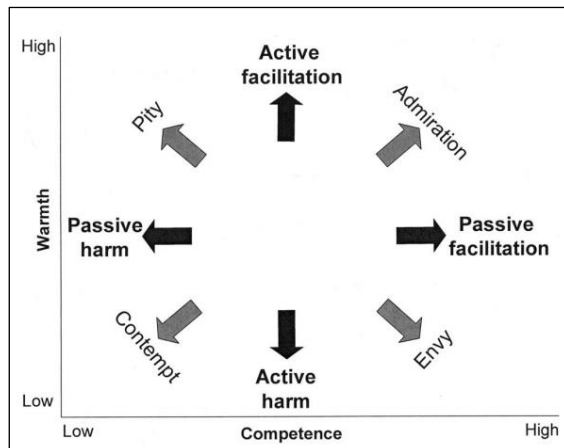 High
Active
facilitation
Pity
Admiration
Warmth
Passive
harm
Passive
facilitation
Contempt
Envy
Active
harm
Low
Low
Competence
High